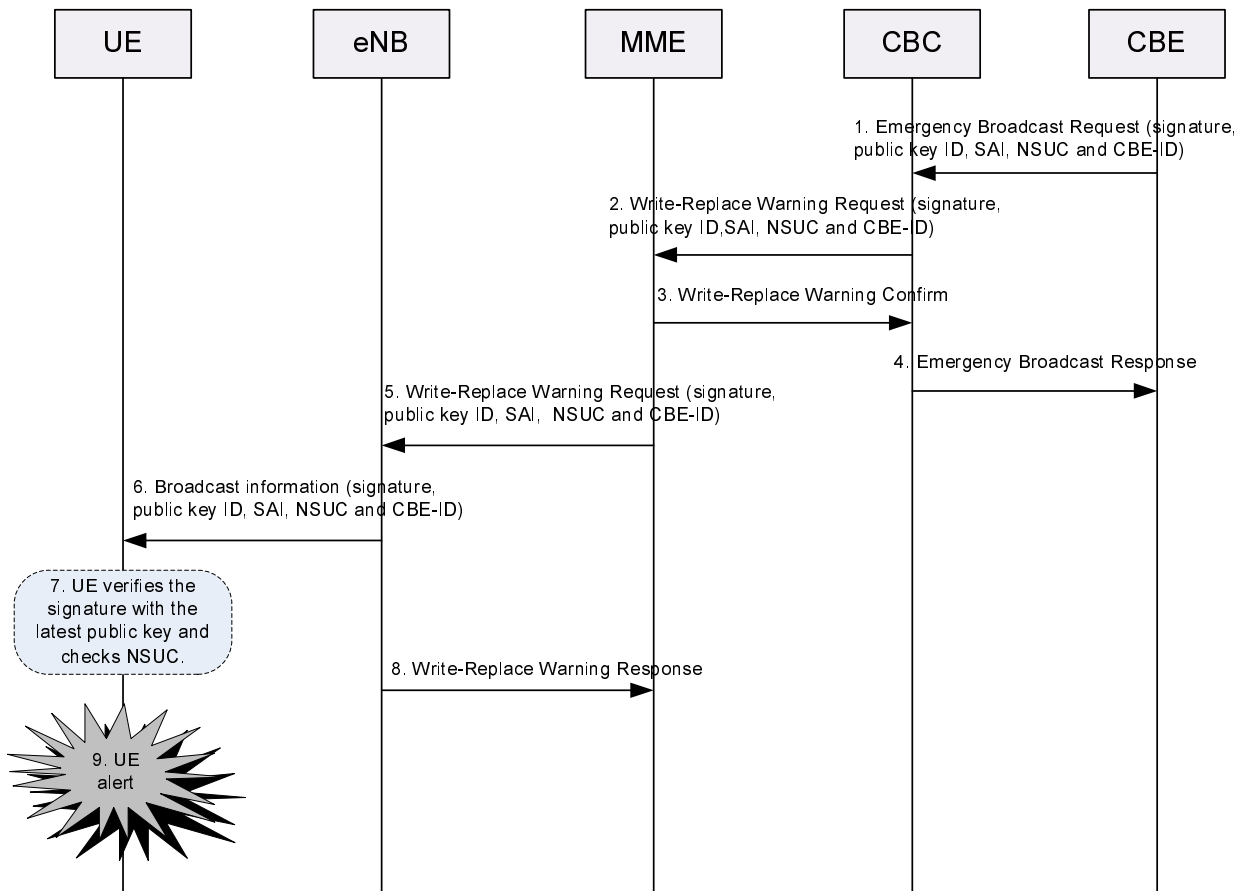 UE
eNB
MME
CBC
CBE
1. Emergency Broadcast Request (signature,
public key ID, SAI, NSUC and CBE-ID)
2. Write-Replace Warning Request (signature,
public key ID,SAI, NSUC and CBE-ID)
3. Write-Replace Warning Confirm
4. Emergency Broadcast Response
5. Write-Replace Warning Request (signature,
public key ID, SAI, NSUC and CBE-ID)
6. Broadcast information (signature,
public key ID, SAI, NSUC and CBE-ID)
7. UE verifies the
signature with the
latest public key and
checks NSUC.
8. Write-Replace Warning Response
9. UE
alert